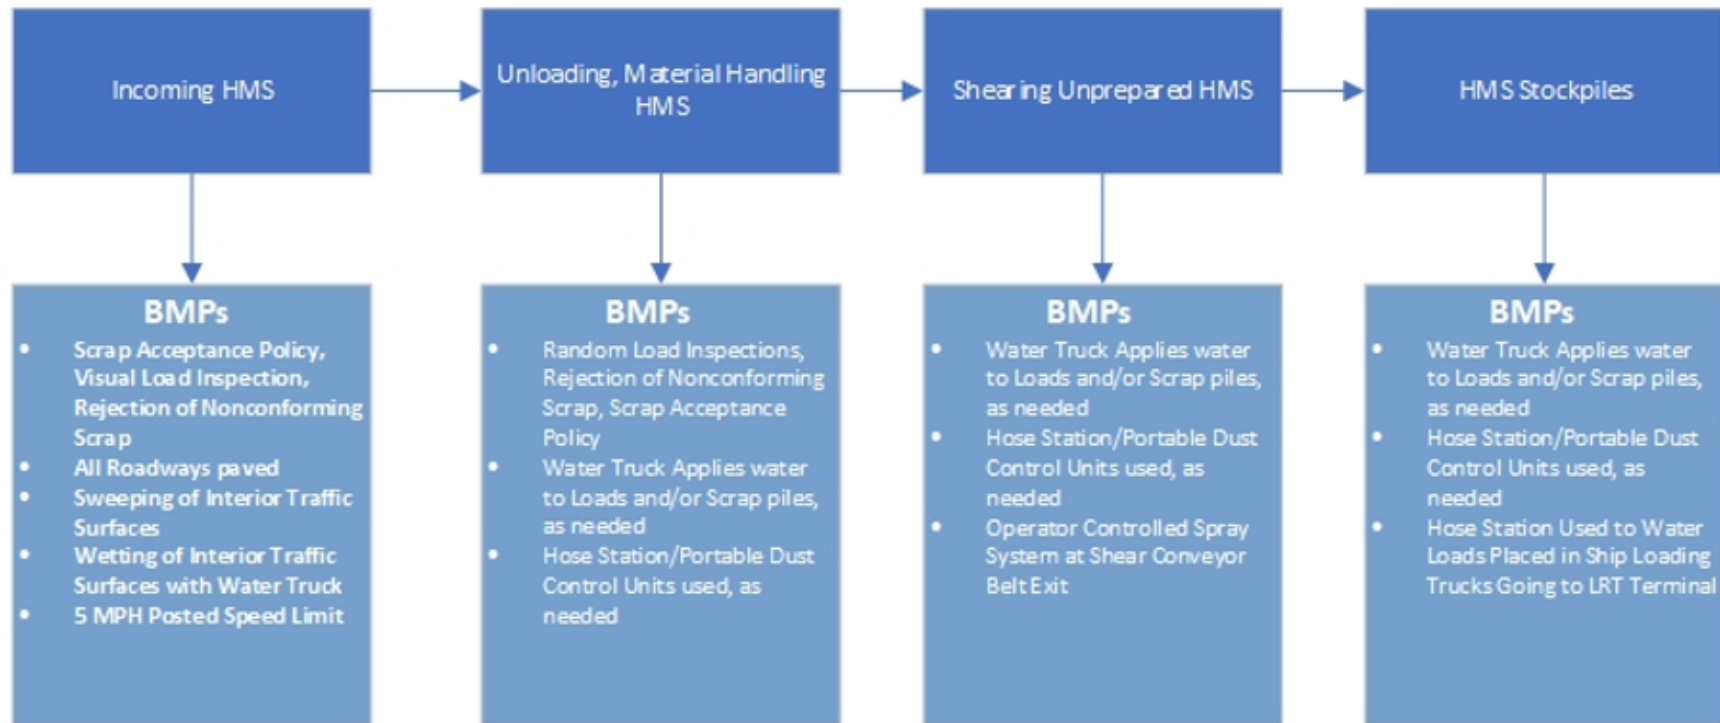 Incoming HMS
Unloading, Material Handling
HMS
Shearing Unprepared HMS
HMS Stockpiles
BMPs
• Scrap Acceptance Policy,
Visual Load Inspection,
Rejection of Nonconforming
Scrap
• All Roadways paved
• Sweeping of Interior Traffic
Surfaces
• Wetting of Interior Traffic
Surfaces with Water Truck
• 5 MPH Posted Speed Limit
BMPs
• Random Load Inspections,
Rejection of Nonconforming
Scrap, Scrap Acceptance
Policy
• Water Truck Applies water
to Loads and/or Scrap piles,
as needed
• Hose Station/Portable Dust
Control Units used, as
needed
BMPs
• Water Truck Applies water
to Loads and/or Scrap piles,
as needed
• Hose Station/Portable Dust
Control Units used, as
needed
• Operator Controlled Spray
System at Shear Conveyor
Belt Exit
BMPs
• Water Truck Applies water
to Loads and/or Scrap piles,
as needed
• Hose Station/Portable Dust
Control Units used, as
needed
• Hose Station Used to Water
Loads Placed in Ship Loading
Trucks Going to LRT Terminal